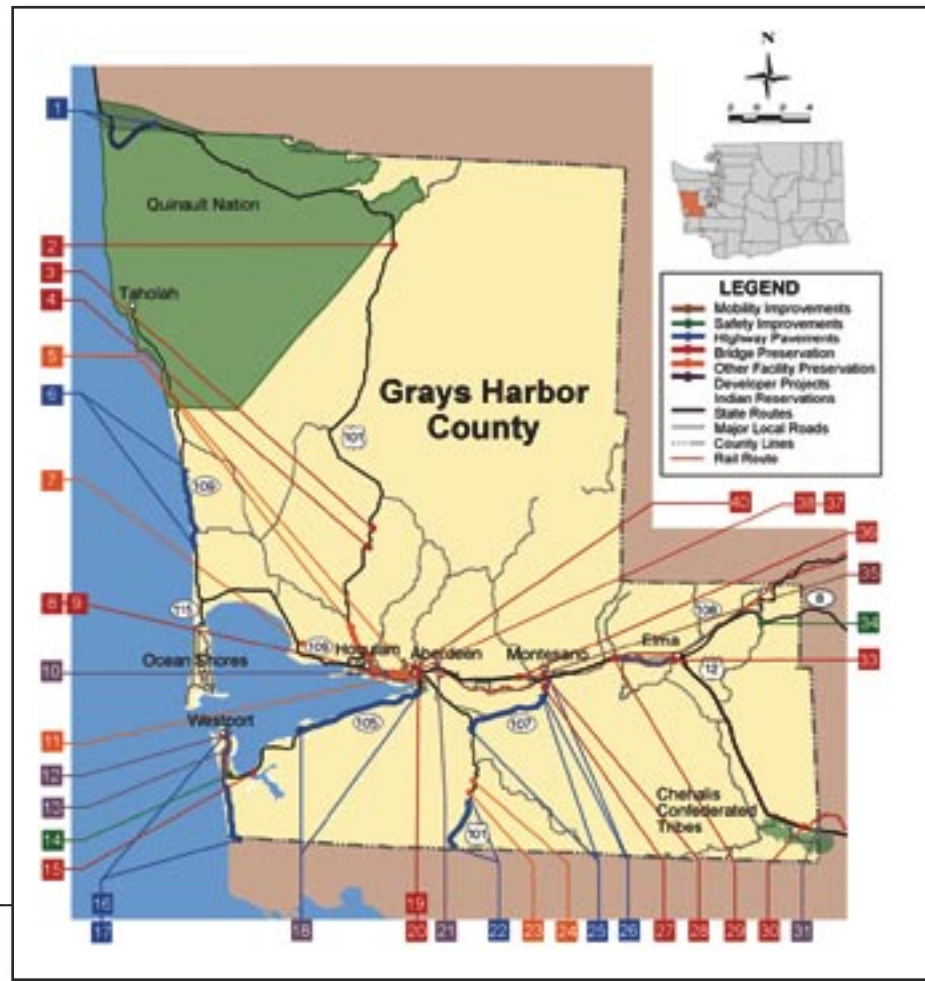 N
1
Quinault Nation
2
3
4
Taholah
LEGEND
Mobility Improvements
Safety Improvements
Highway Pavements
Bridge Preservation
Other Facility Preservation
Developer Projects
Indian Reservations
State Routes
Major Local Roads
County Lines
Rail Route
5
6
Grays Harbor
County
101
7
109
40
38
37
36
35
8
9
115
109
108
8
34
Ocean Shores
Hoquiam
Aberdeen
Montesano
Elma
12
33
10
11
Westport
105
107
12
13
14
15
Chehalis
Confederated
Tribes
101
16
17
18
19
20
21
22
23
24
25
26
27
28
29
30
31